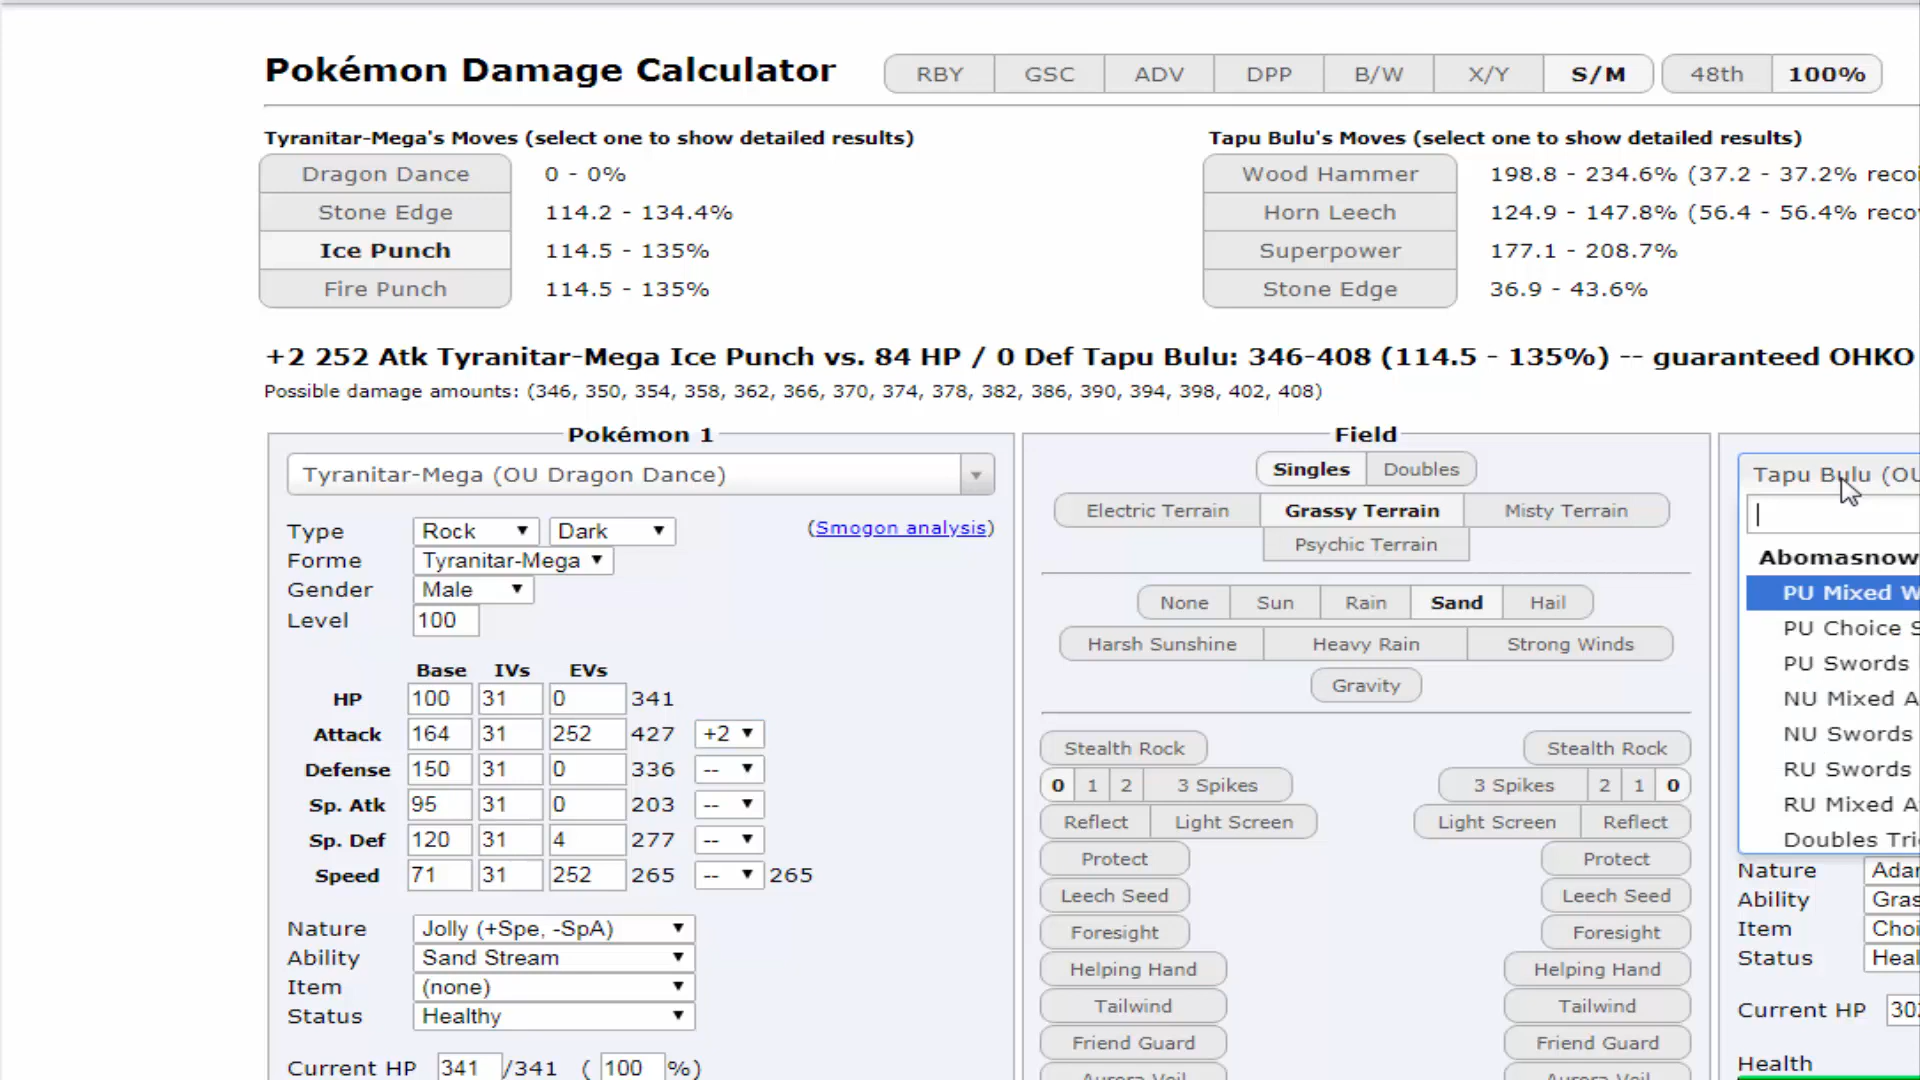 Pokémon Damage Calculator RBY GSC ADV DPP B/W X/Y S/M 48th 100%
Tyranitar-Mega's Moves (select one to show detailed results)
Dragon Dance 0 - 0%
Stone Edge 114.2 - 134.4%
Ice Punch 114.5 - 135%
Fire Punch 114.5 - 135%
Tapu Bulu's Moves (select one to show detailed results)
Wood Hammer 198.8 - 234.6% (37.2 - 37.2% recoi
Horn Leech 124.9 - 147.8% (56.4 - 56.4% reco
Superpower 177.1 - 208.7%
Stone Edge 36.9 - 43.6%
+2 252 Atk Tyranitar-Mega Ice Punch vs. 84 HP / 0 Def Tapu Bulu: 346-408 (114.5 - 135%) -- guaranteed OHKO
Possible damage amounts: (346, 350, 354, 358, 362, 366, 370, 374, 378, 382, 386, 390, 394, 398, 402, 408)
Pokémon 1
Tyranitar-Mega (OU Dragon Dance)
Type Rock Dark (Smogon analysis)
Forme Tyranitar-Mega
Gender Male
Level 100
Base IVs EVs
HP 100 31 0 341
Attack 164 31 252 427 +2
Defense 150 31 0 336 --
Sp. Atk 95 31 0 203 --
Sp. Def 120 31 4 277 --
Speed 71 31 252 265 -- 265
Nature Jolly (+Spe, -SpA)
Ability Sand Stream
Item (none)
Status Healthy
Current HP 341 /341 ( 100 %)
Field
Singles Doubles
Electric Terrain Grassy Terrain Misty Terrain
Psychic Terrain
None Sun Rain Sand Hail
Harsh Sunshine Heavy Rain Strong Winds
Gravity
Stealth Rock Stealth Rock
0 1 2 3 Spikes 3 Spikes 2 1 0
Reflect Light Screen Light Screen Reflect
Protect Protect
Leech Seed Leech Seed
Foresight Foresight
Helping Hand Helping Hand
Tailwind Tailwind
Friend Guard Friend Guard
Aurora Veil Aurora Veil
Tapu Bulu (OU
Abomasnow
PU Mixed W
PU Choice S
PU Swords
NU Mixed A
NU Swords
RU Swords
RU Mixed A
Doubles Tri
Nature Adar
Ability Gras
Item Choi
Status Heal
Current HP 302
Health